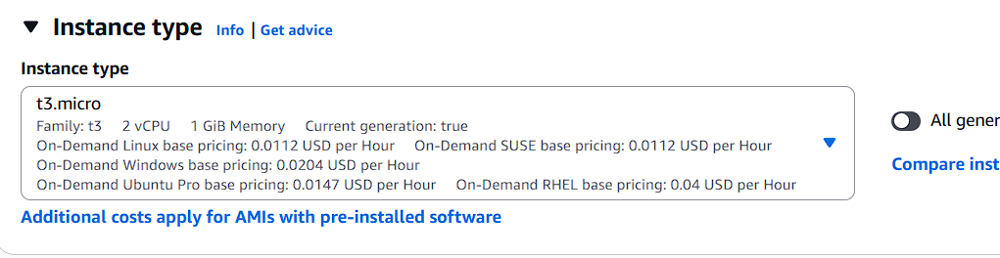 Instance type Info | Get advice
Instance type
t3.micro
Family: t3 2 vCPU 1 GiB Memory Current generation: true
On-Demand Linux base pricing: 0.0112 USD per Hour On-Demand SUSE base pricing: 0.0112 USD per Hour
On-Demand Windows base pricing: 0.0204 USD per Hour
On-Demand Ubuntu Pro base pricing: 0.0147 USD per Hour On-Demand RHEL base pricing: 0.04 USD per Hour
All gener
Compare inst
Additional costs apply for AMIs with pre-installed software